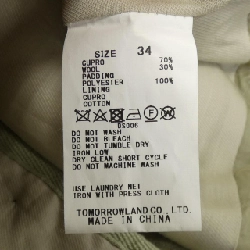 SIZE 34
CUPRO 70%
WOOL 30%
PADDING
POLYESTER 100%
LINING
CUPRO
COTTON
DO NOT WASH
DO NOT BLEACH
DO NOT TUMBLE DRY
IRON LOW
DRY CLEAN SHORT CYCLE
DO NOT MACHINE WASH
USE LAUNDRY NET
IRON WITH PRESS CLOTH
TOMORROWLAND CO., LTD.
MADE IN CHINA